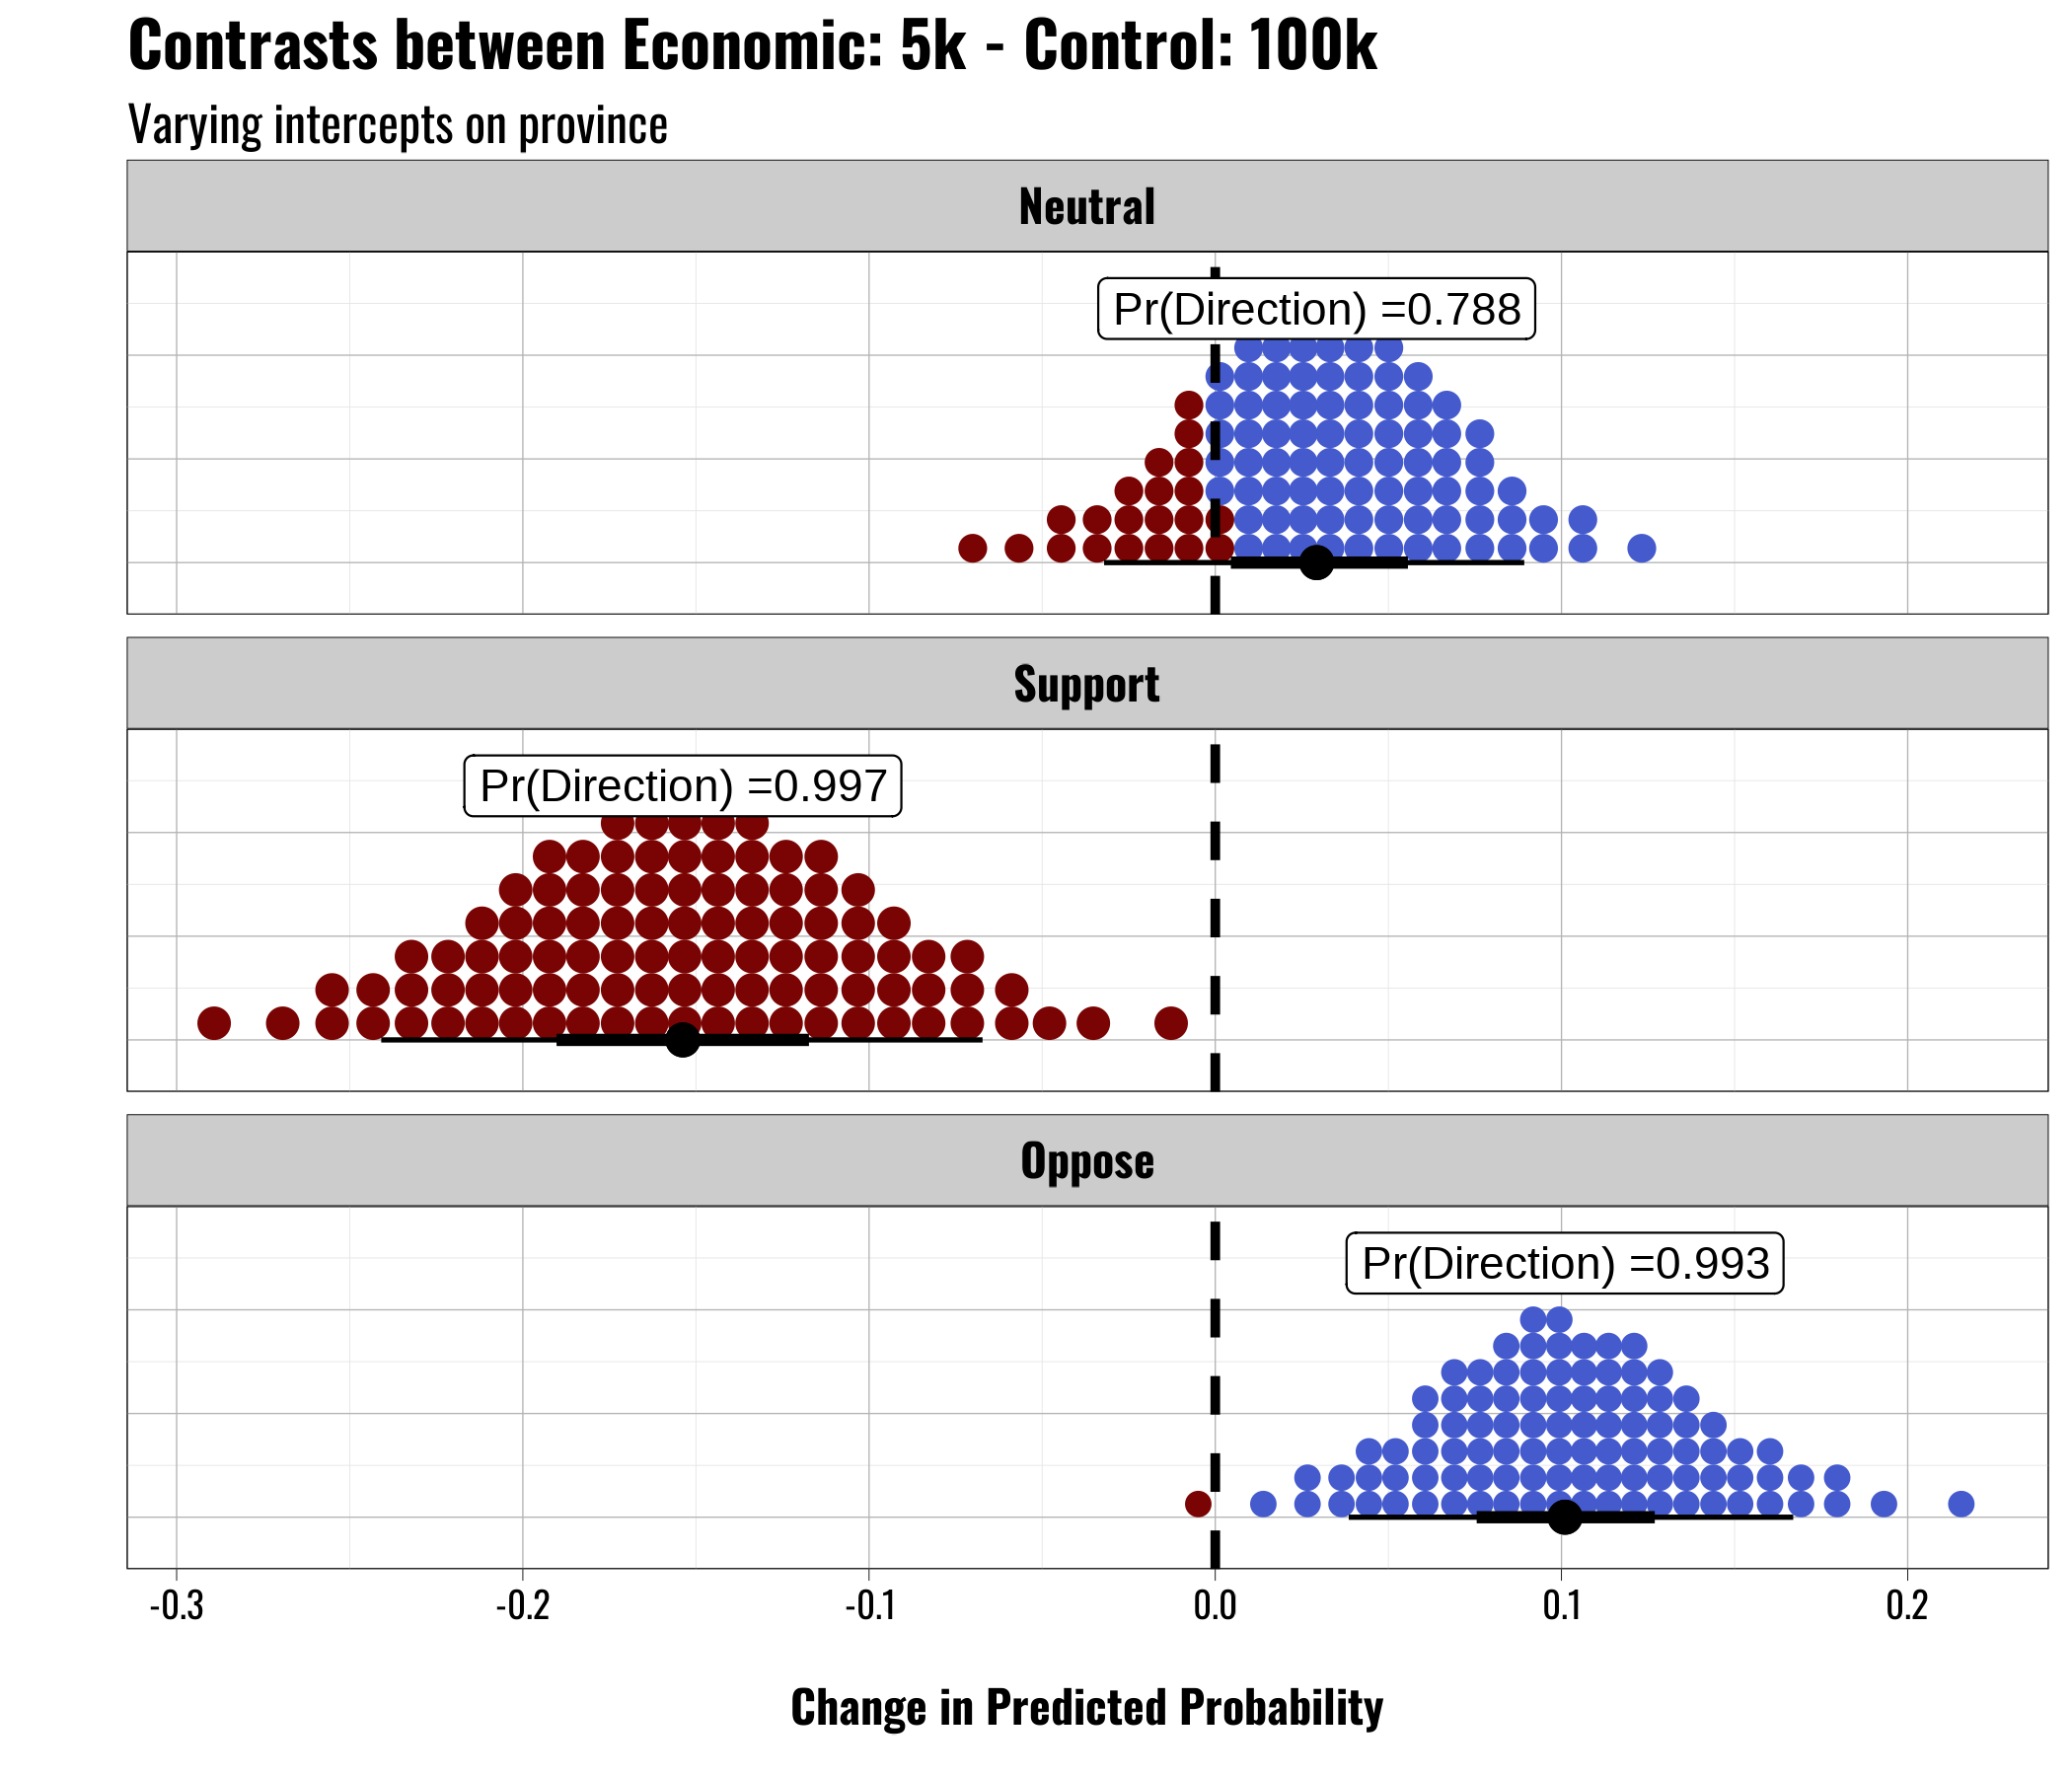 Contrasts between Economic: 5k - Control: 100k
Varying intercepts on province
Neutral
Pr(Direction) =0.788
Support
Pr(Direction) =0.997
Oppose
Pr(Direction) =0.993
-0.3 -0.2 -0.1 0.0 0.1 0.2
Change in Predicted Probability